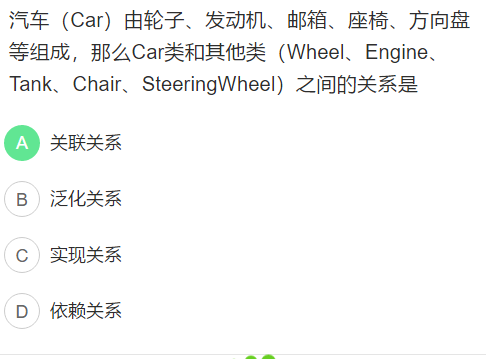 汽车（Car）由轮子、发动机、邮箱、座椅、方向盘
等组成，那么Car类和其他类（Wheel、Engine、
Tank、Chair、SteeringWheel）之间的关系是
A 关联关系
B 泛化关系
C 实现关系
D 依赖关系